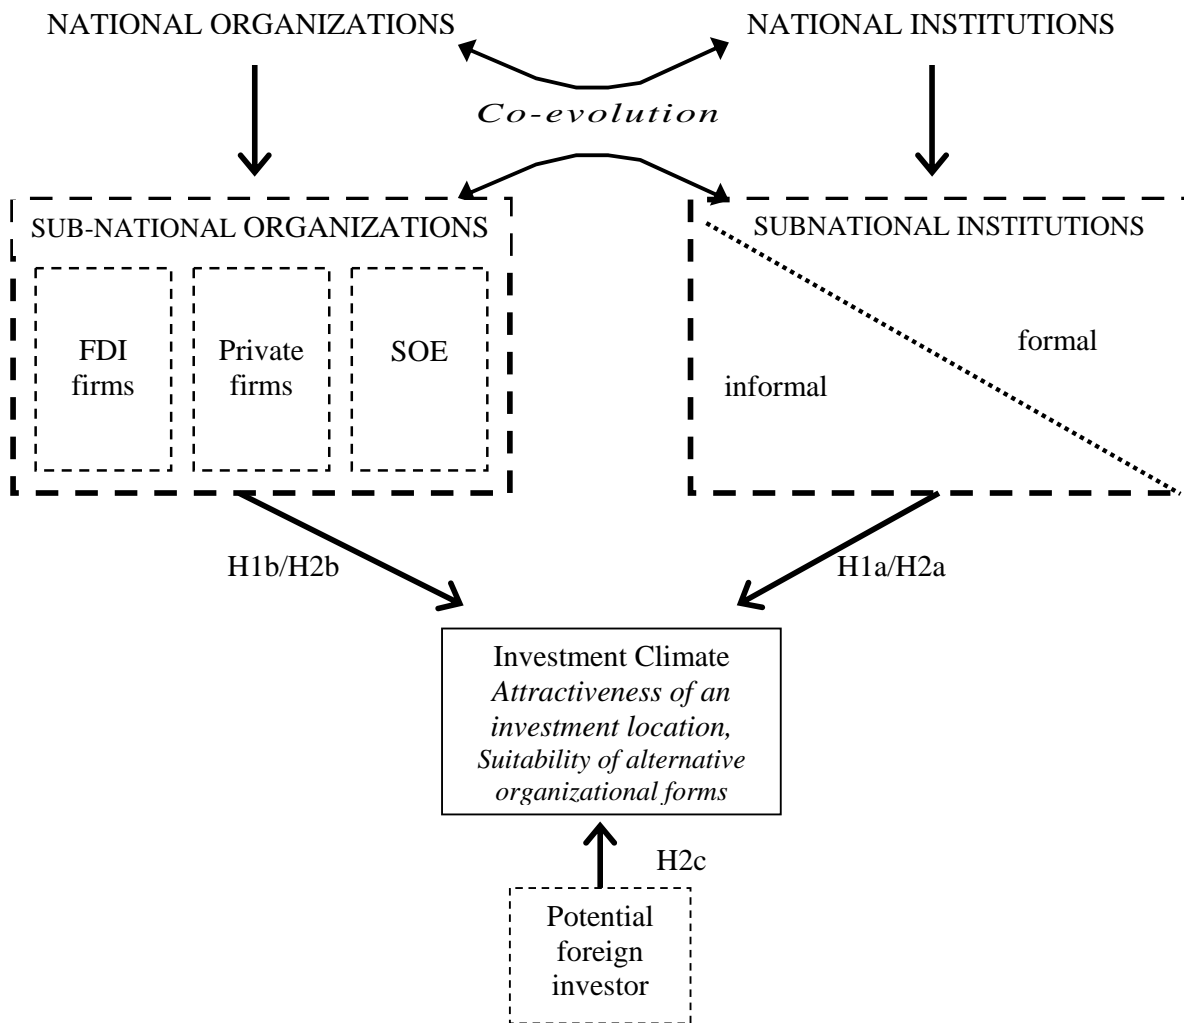 NATIONAL ORGANIZATIONS
NATIONAL INSTITUTIONS
Co-evolution
SUB-NATIONAL ORGANIZATIONS
FDI
firms
Private
firms
SOE
SUBNATIONAL INSTITUTIONS
formal
informal
H1b/H2b
H1a/H2a
Investment Climate
Attractiveness of an
investment location,
Suitability of alternative
organizational forms
H2c
Potential
foreign
investor